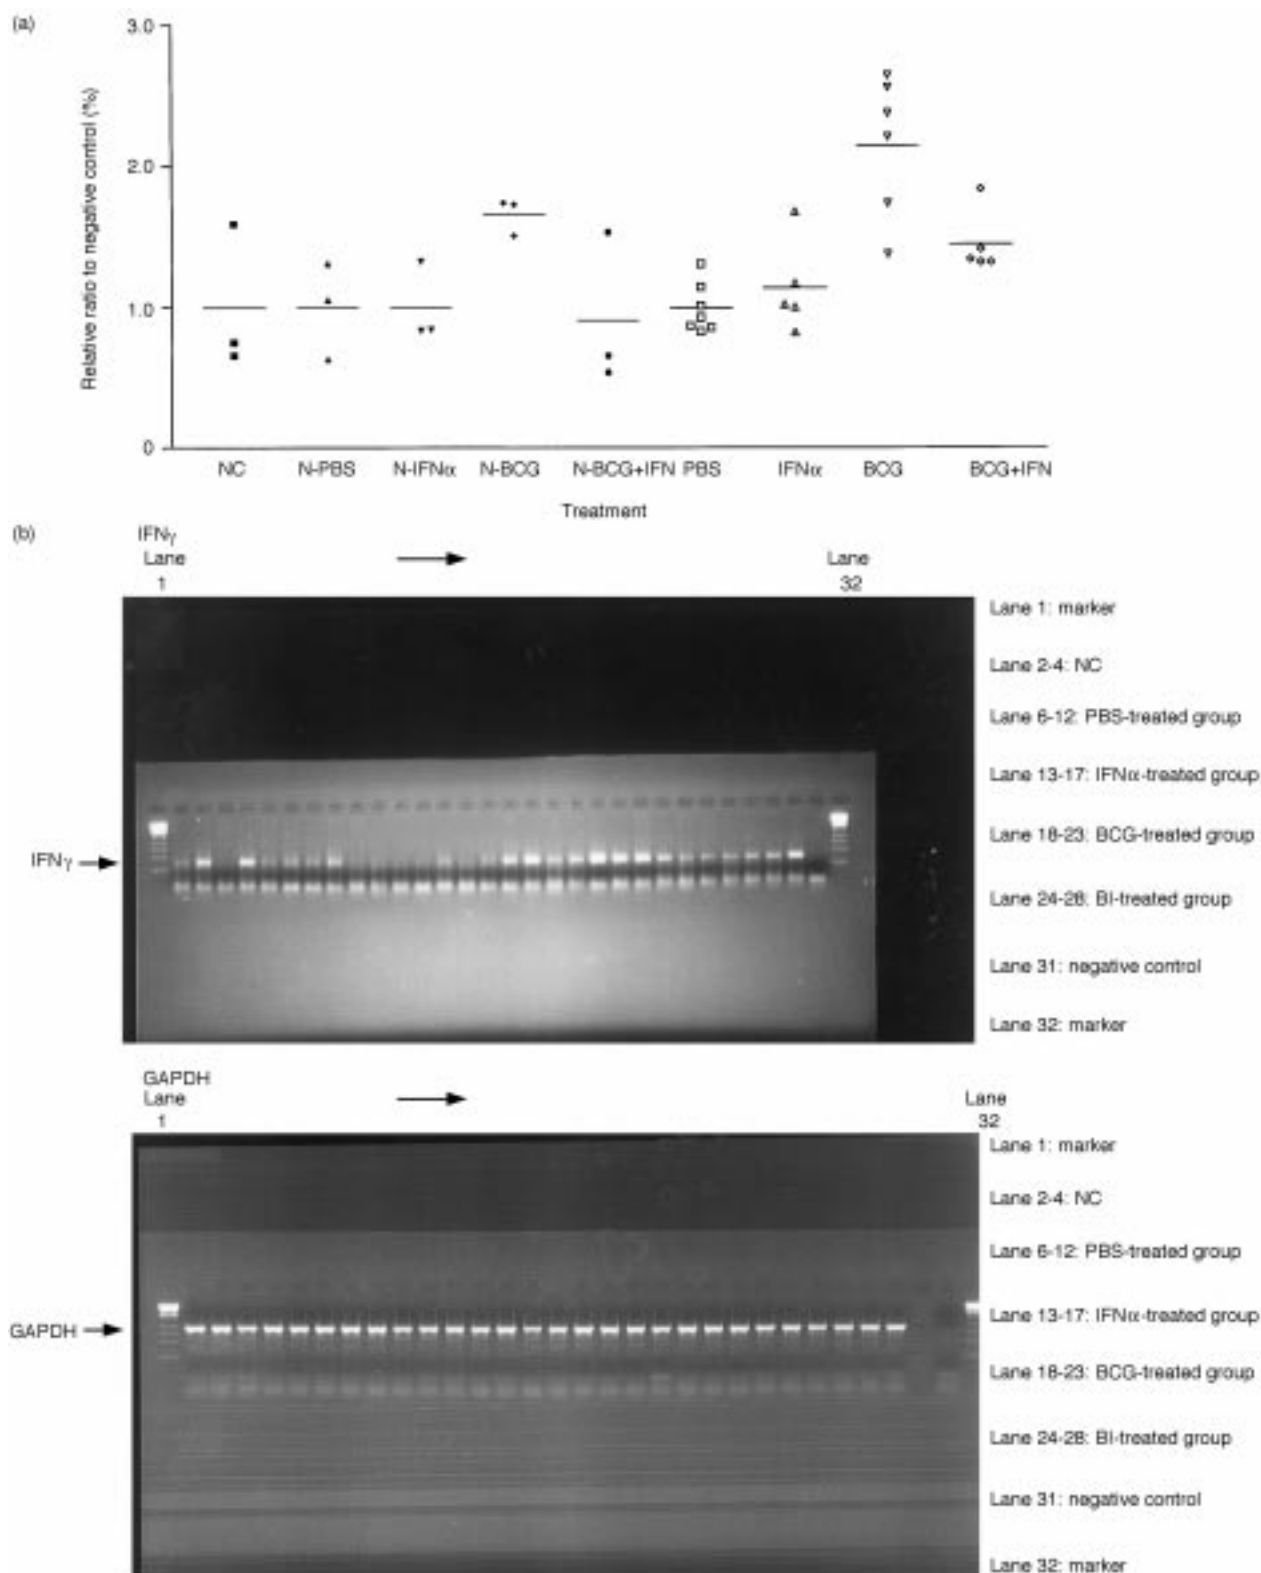 (a)
3.0
2.0
1.0
0
Relative ratio to negative control (%)
NC N-PBS N-IFNα N-BCG N-BCG+IFN PBS IFNα BCG BCG+IFN
Treatment
(b)
IFNγ
Lane
1
Lane
32
IFNγ
Lane 1: marker
Lane 2-4: NC
Lane 6-12: PBS-treated group
Lane 13-17: IFNα-treated group
Lane 18-23: BCG-treated group
Lane 24-28: BI-treated group
Lane 31: negative control
Lane 32: marker
GAPDH
Lane
1
Lane
32
GAPDH
Lane 1: marker
Lane 2-4: NC
Lane 6-12: PBS-treated group
Lane 13-17: IFNα-treated group
Lane 18-23: BCG-treated group
Lane 24-28: BI-treated group
Lane 31: negative control
Lane 32: marker